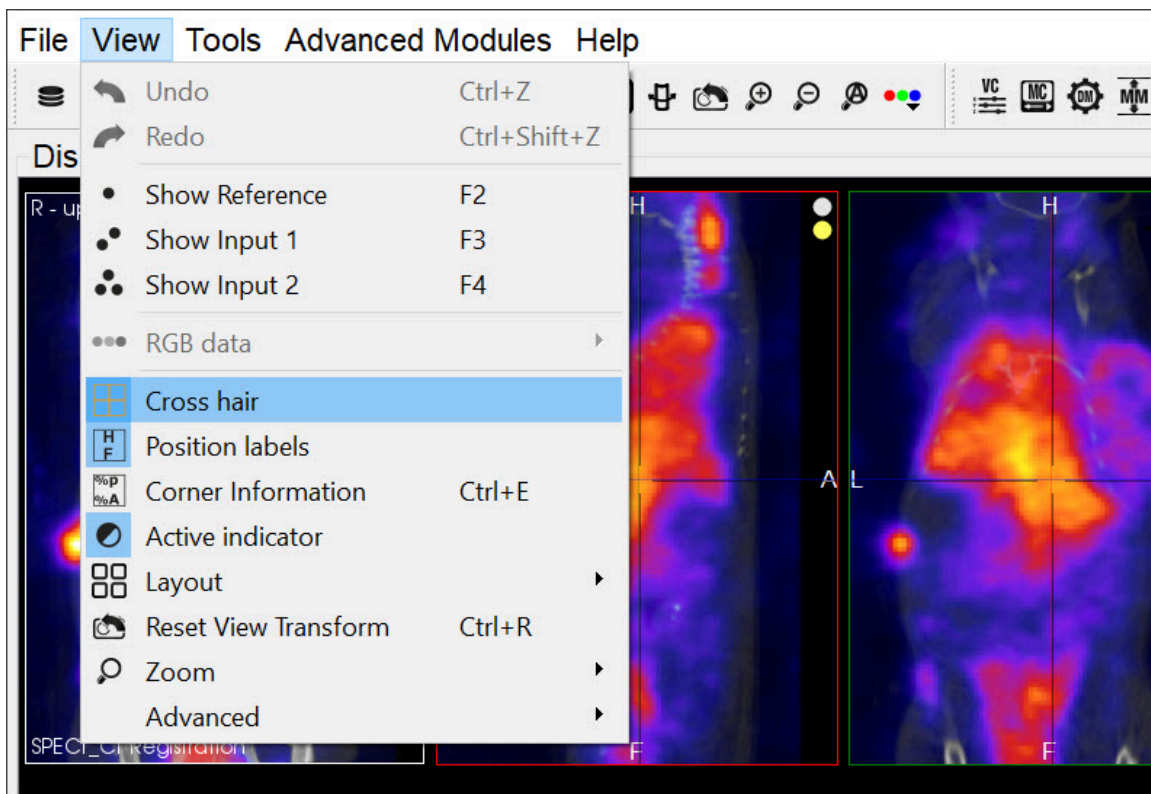 File View Tools Advanced Modules Help
VC MC DM MM
A
Undo Ctrl+Z
Redo Ctrl+Shift+Z
Dis
Show Reference F2
R - up
H
H
Show Input 1 F3
Show Input 2 F4
RGB data
Cross hair
H
F
Position labels
%P
%A
Corner Information Ctrl+E
A
L
Active indicator
Layout
Reset View Transform Ctrl+R
Zoom
Advanced
SPECT_CT Registration
F
F